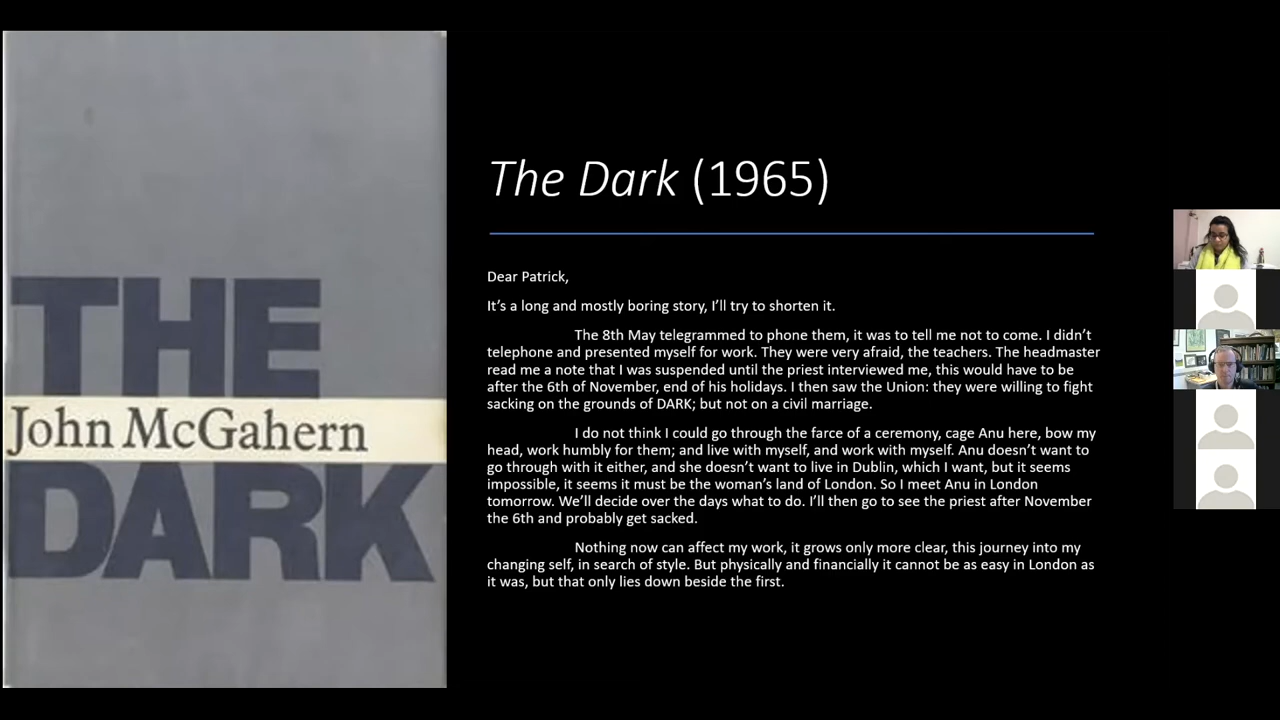 THE
John McGahern
DARK
The Dark (1965)
Dear Patrick,
It’s a long and mostly boring story, I’ll try to shorten it.
The 8th May telegrammed to phone them, it was to tell me not to come. I didn’t
telephone and presented myself for work. They were very afraid, the teachers. The headmaster
read me a note that I was suspended until the priest interviewed me, this would have to be
after the 6th of November, end of his holidays. I then saw the Union: they were willing to fight
sacking on the grounds of DARK; but not on a civil marriage.
I do not think I could go through the farce of a ceremony, cage Anu here, bow my
head, work humbly for them; and live with myself, and work with myself. Anu doesn’t want to
go through with it either, and she doesn’t want to live in Dublin, which I want, but it seems
impossible, it seems it must be the woman’s land of London. So I meet Anu in London
tomorrow. We’ll decide over the days what to do. I’ll then go to see the priest after November
the 6th and probably get sacked.
Nothing now can affect my work, it grows only more clear, this journey into my
changing self, in search of style. But physically and financially it cannot be as easy in London as
it was, but that only lies down beside the first.